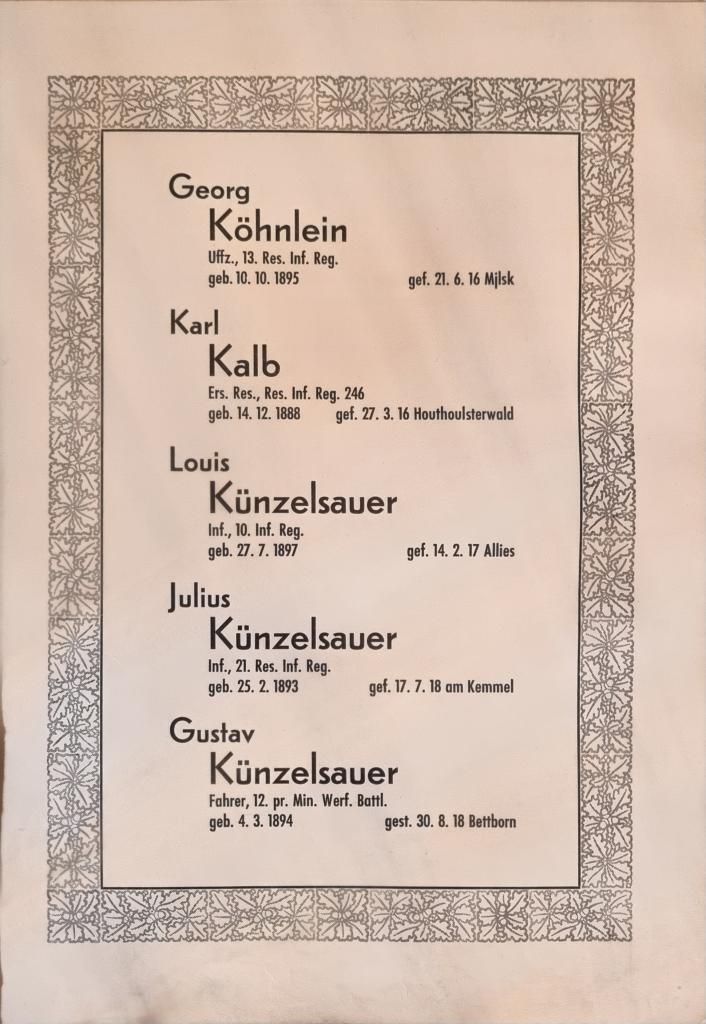 Georg
Köhnlein
Uffz., 13. Res. Inf. Reg.
geb. 10. 10. 1895 gef. 21. 6. 16 Mjlsk
Karl
Kalb
Ers. Res., Res. Inf. Reg. 246
geb. 14. 12. 1888 gef. 27. 3. 16 Houthoulsterwald
Louis
Künzelsauer
Inf., 10. Inf. Reg.
geb. 27. 7. 1897 gef. 14. 2. 17 Allies
Julius
Künzelsauer
Inf., 21. Res. Inf. Reg.
geb. 25. 2. 1893 gef. 17. 7. 18 am Kemmel
Gustav
Künzelsauer
Fahrer, 12. pr. Min. Werf. Battl.
geb. 4. 3. 1894 gest. 30. 8. 18 Bettborn